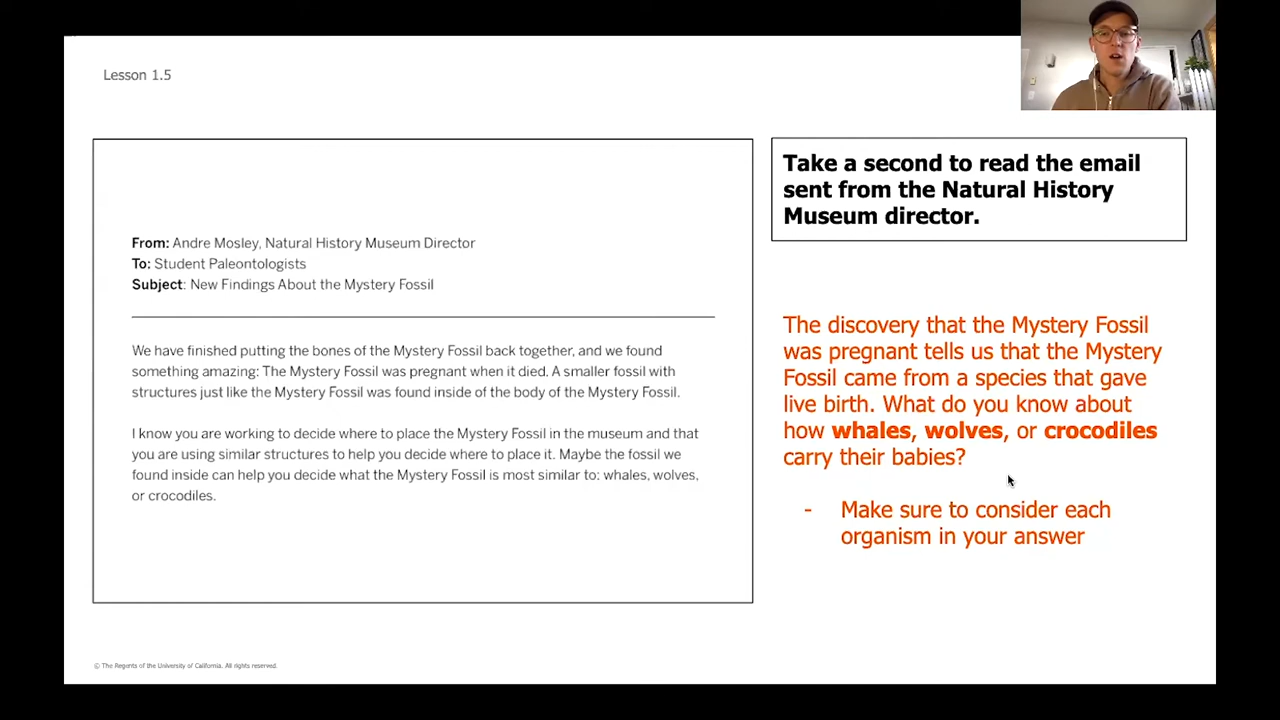 Lesson 1.5
From: Andre Mosley, Natural History Museum Director
To: Student Paleontologists
Subject: New Findings About the Mystery Fossil
We have finished putting the bones of the Mystery Fossil back together, and we found
something amazing: The Mystery Fossil was pregnant when it died. A smaller fossil with
structures just like the Mystery Fossil was found inside of the body of the Mystery Fossil.
I know you are working to decide where to place the Mystery Fossil in the museum and that
you are using similar structures to help you decide where to place it. Maybe the fossil we
found inside can help you decide what the Mystery Fossil is most similar to: whales, wolves,
or crocodiles.
Take a second to read the email
sent from the Natural History
Museum director.
The discovery that the Mystery Fossil
was pregnant tells us that the Mystery
Fossil came from a species that gave
live birth. What do you know about
how whales, wolves, or crocodiles
carry their babies?
- Make sure to consider each
organism in your answer
© The Regents of the University of California. All rights reserved.